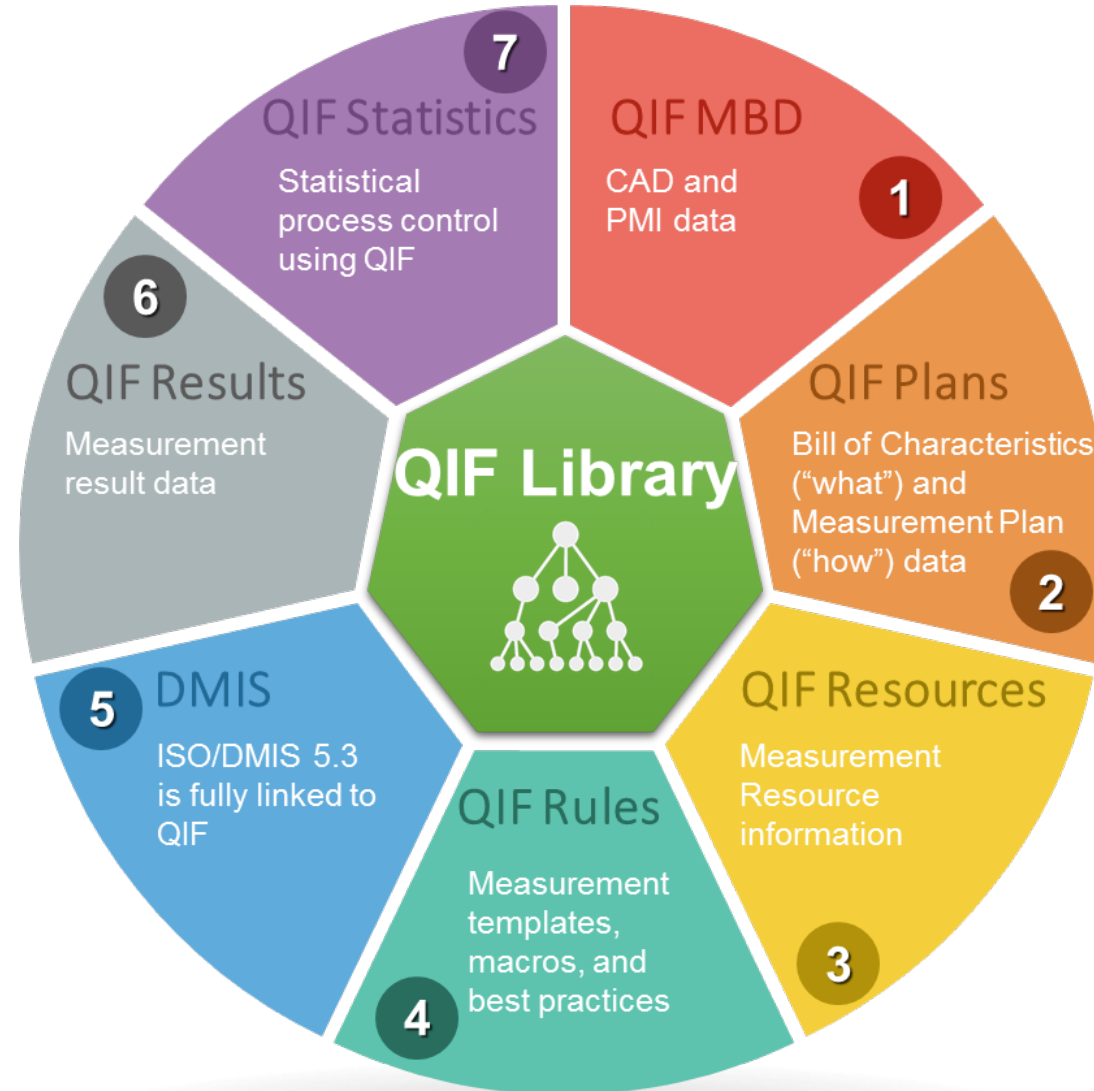 7
QIF Statistics
Statistical
process control
using QIF
QIF MBD
CAD and
PMI data
1
QIF Plans
Bill of Characteristics
(“what”) and
Measurement Plan
(“how”) data
2
QIF Resources
Measurement
Resource
information
3
QIF Rules
Measurement
templates,
macros, and
best practices
4
5
DMIS
ISO/DMIS 5.3
is fully linked to
QIF
6
QIF Results
Measurement
result data
QIF Library